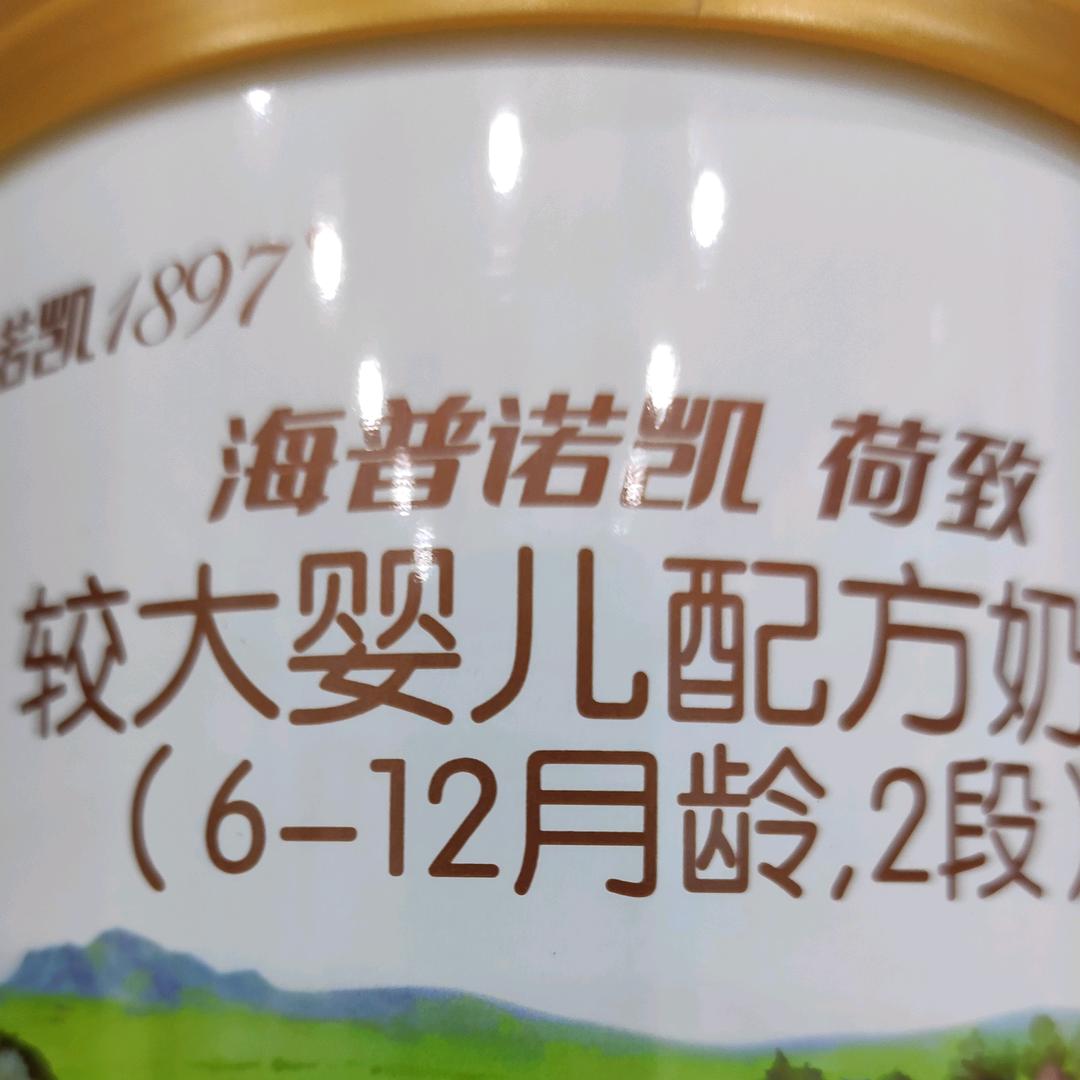 诺凯1897
海普诺凯 荷致
较大婴儿配方奶
(6-12月龄,2段)